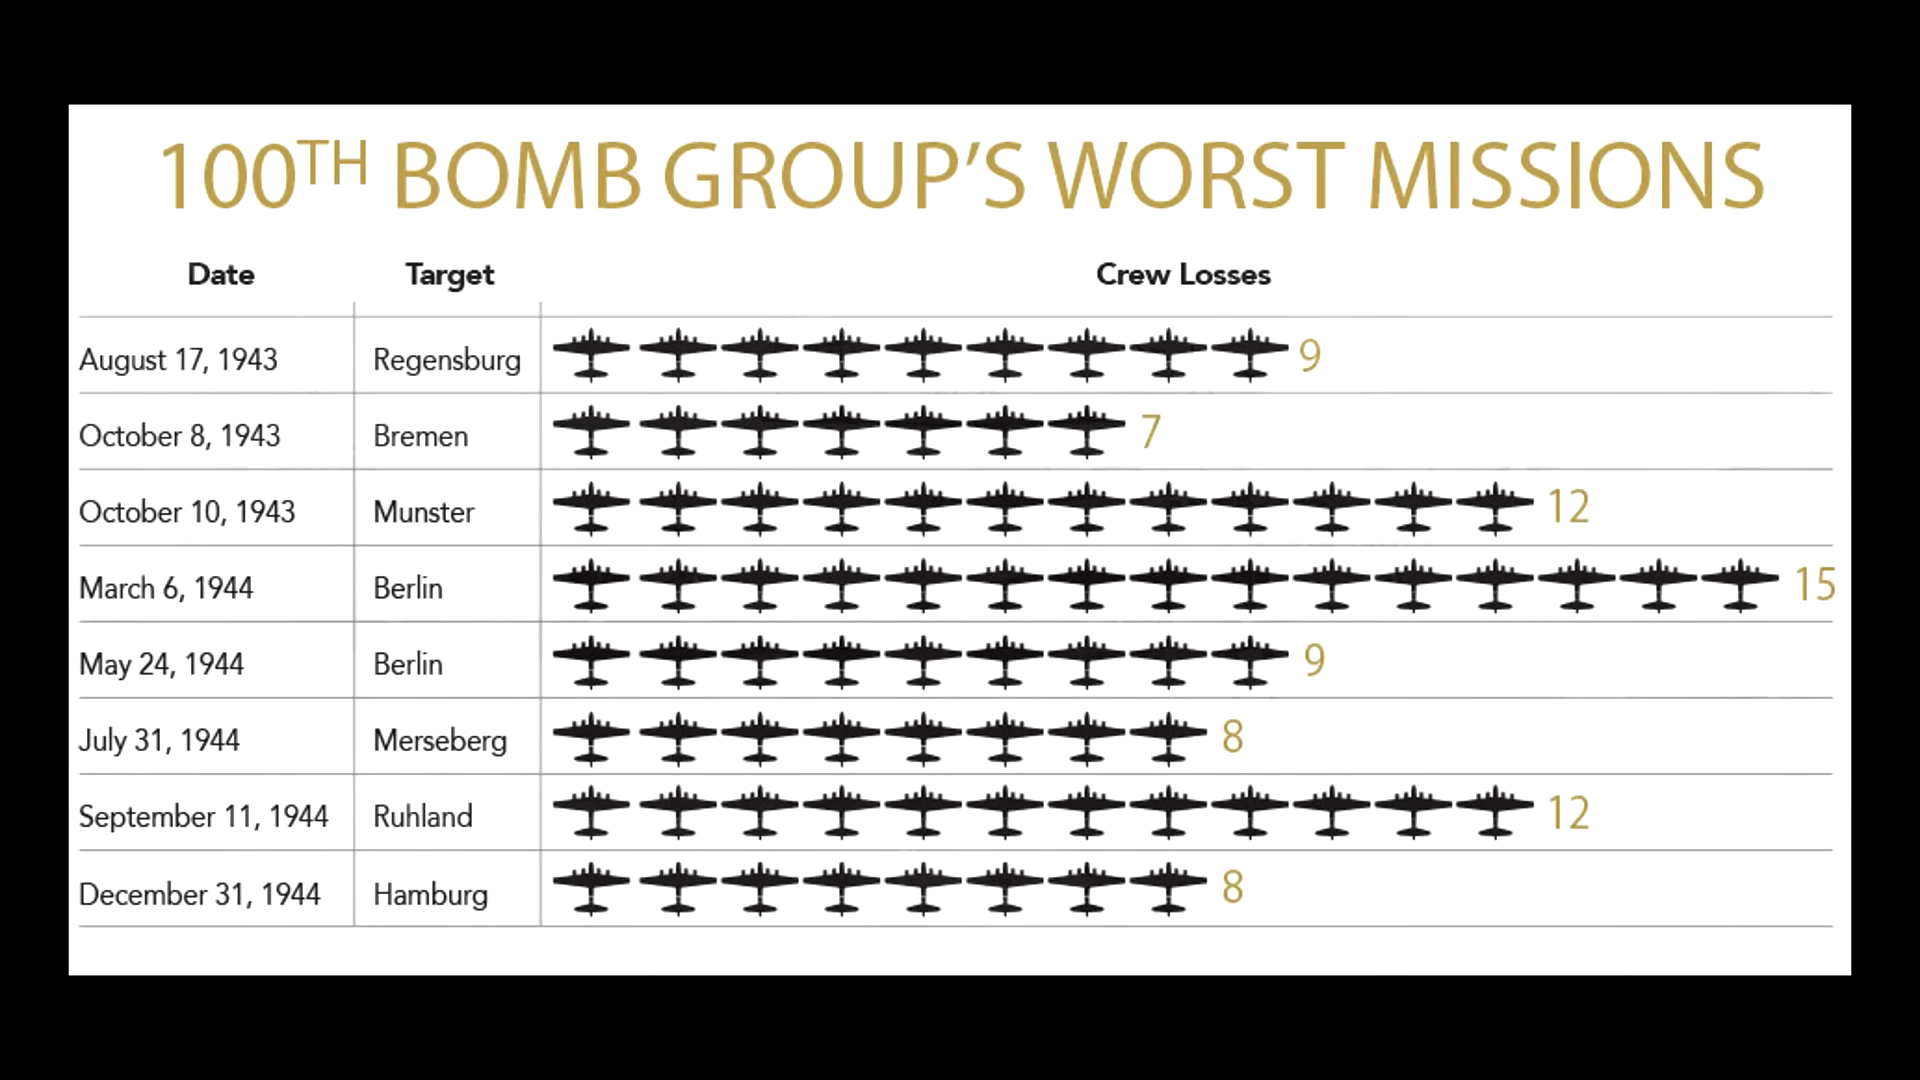 100TH BOMB GROUP’S WORST MISSIONS
Date Target Crew Losses
August 17, 1943 Regensburg 9
October 8, 1943 Bremen 7
October 10, 1943 Munster 12
March 6, 1944 Berlin 15
May 24, 1944 Berlin 9
July 31, 1944 Merseberg 8
September 11, 1944 Ruhland 12
December 31, 1944 Hamburg 8